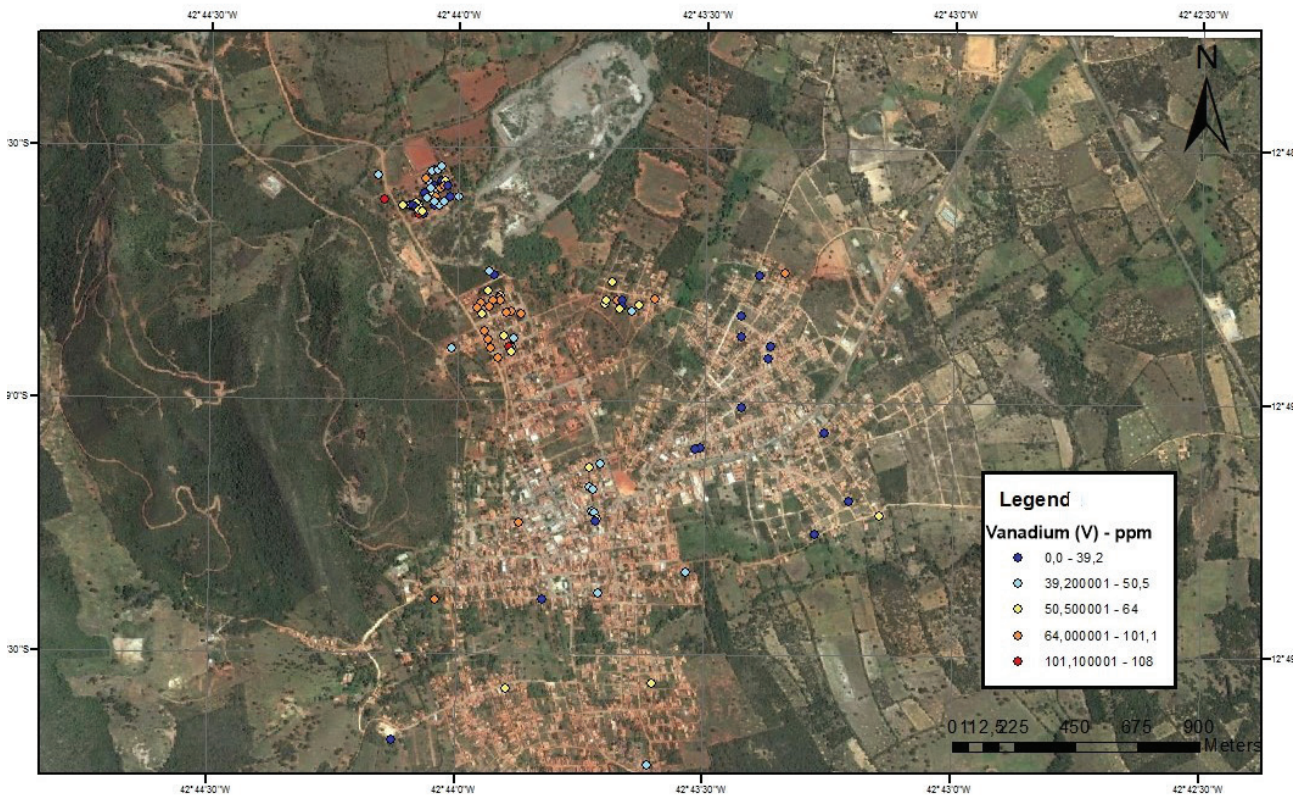 42°44'30"W 42°44'0"W 42°43'30"W 42°43'0"W 42°42'30"W
N
30"S 12°48
9'0"S 12°49
Legend
Vanadium (V) - ppm
0,0 - 39,2
39,200001 - 50,5
50,500001 - 64
64,000001 - 101,1
101,100001 - 108
30"S 12°49
0 112,5 225 450 675 900
Meters
42°44'30"W 42°44'0"W 42°43'30"W 42°43'0"W 42°42'30"W